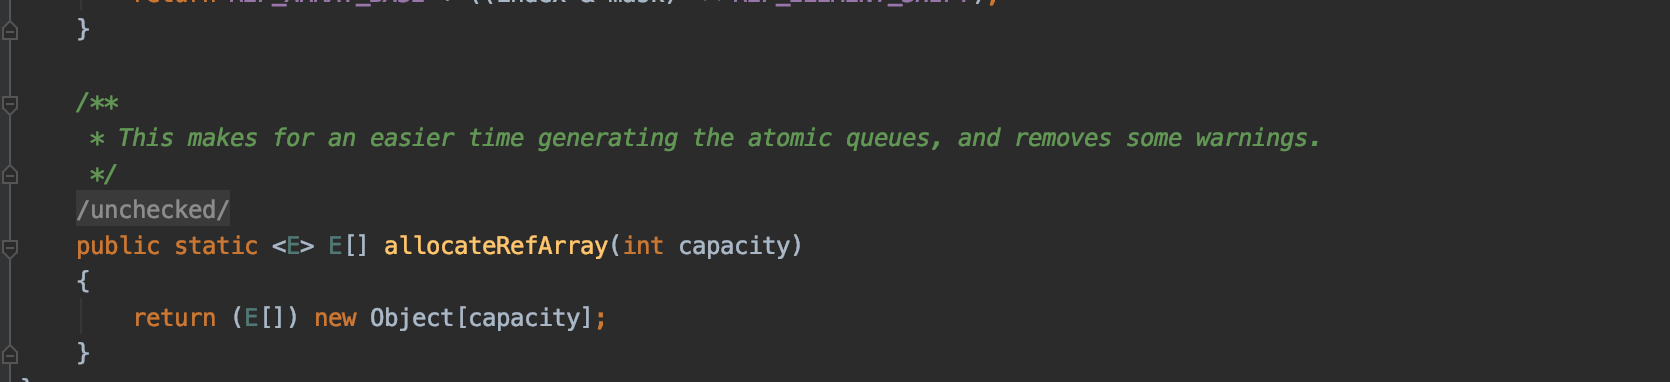 }
/**
* This makes for an easier time generating the atomic queues, and removes some warnings.
*/
/unchecked/
public static <E> E[] allocateRefArray(int capacity)
{
return (E[]) new Object[capacity];
}